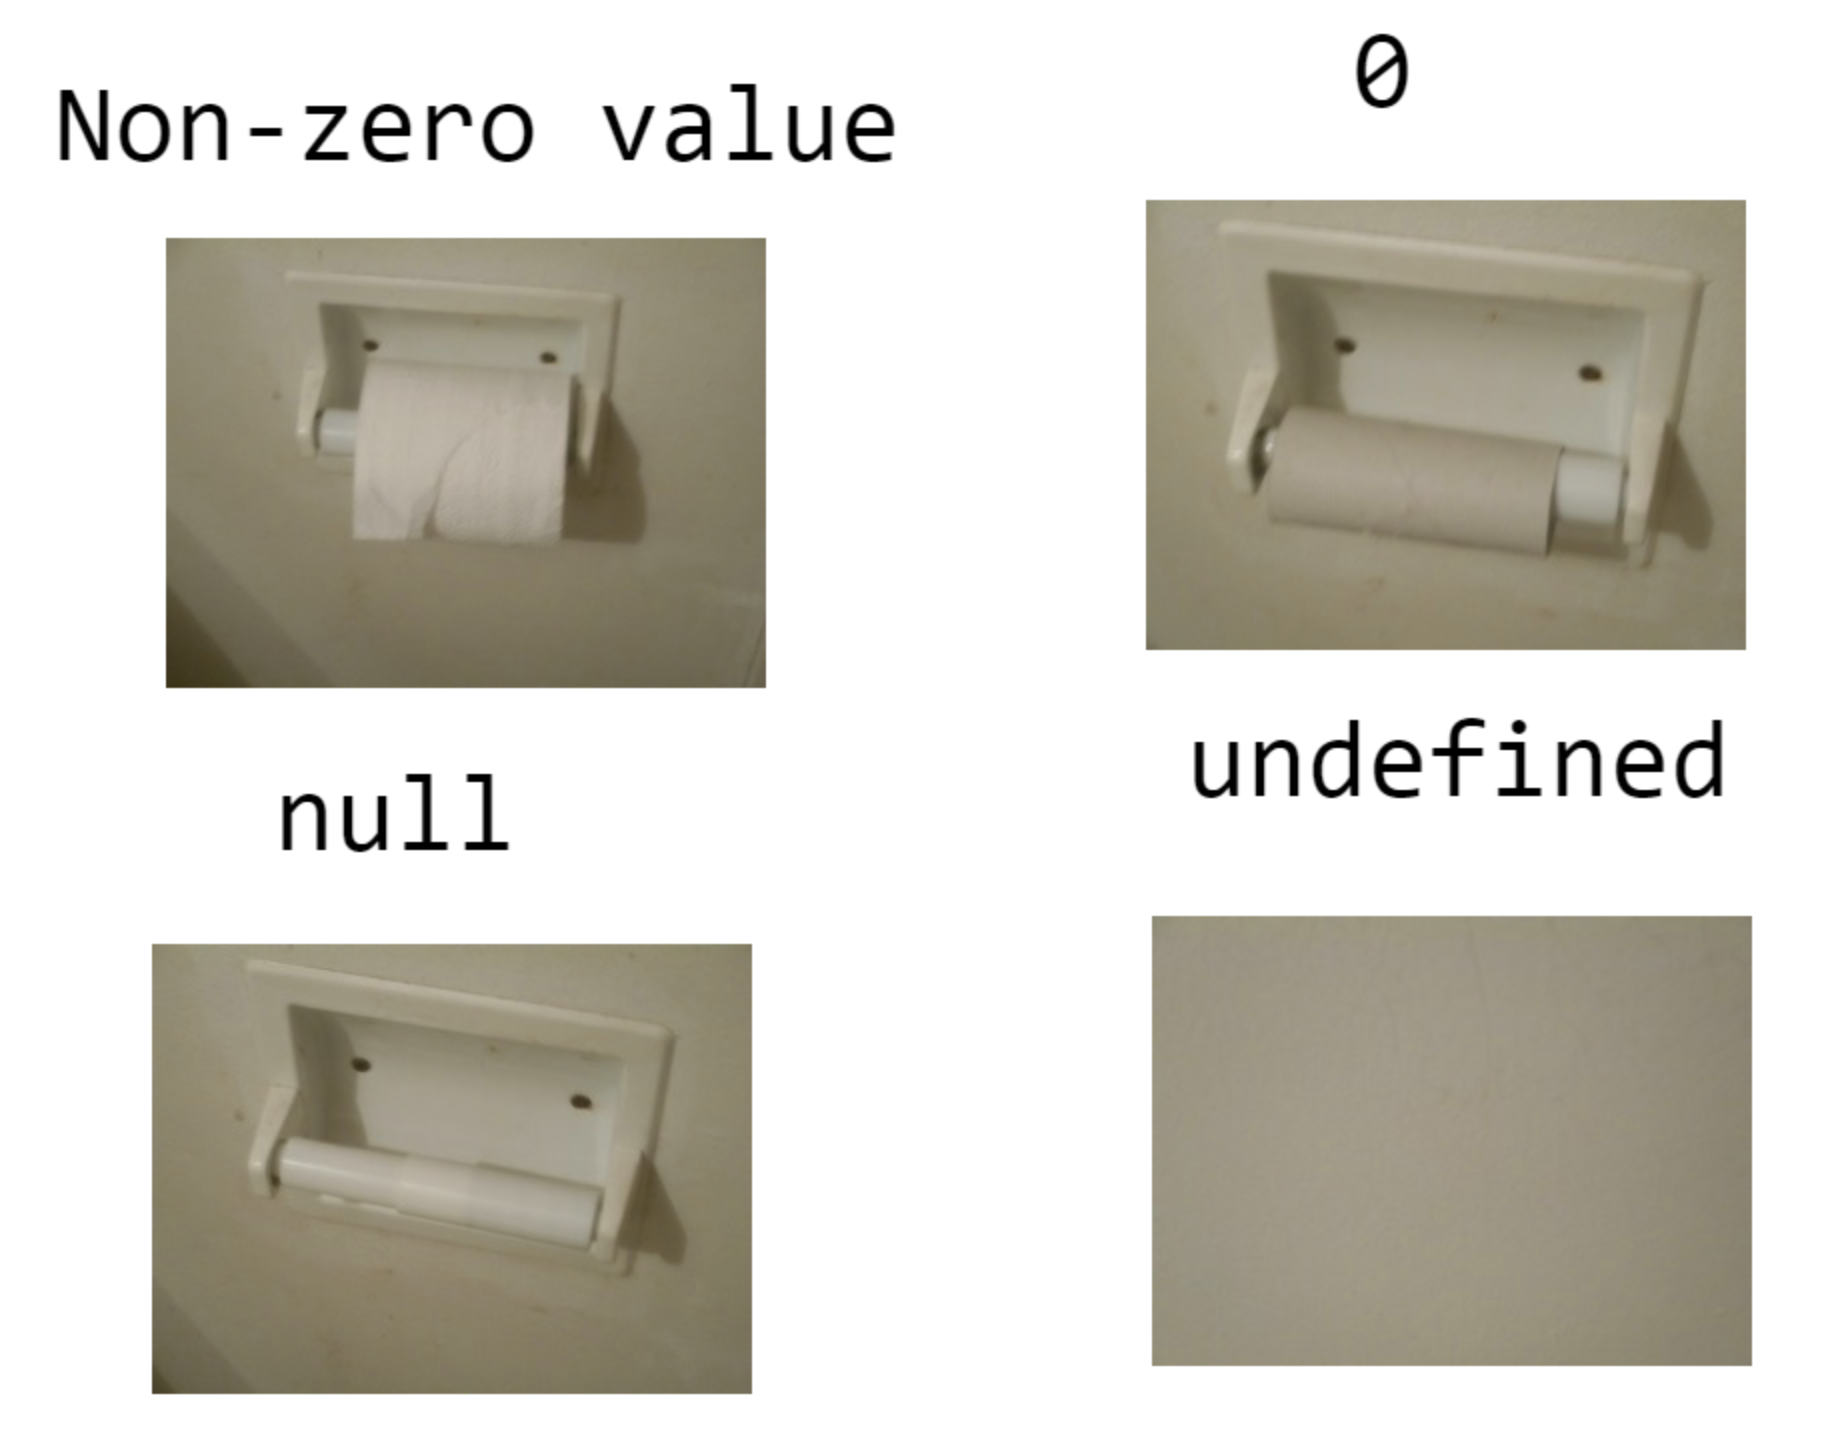 Non-zero value
0
null
undefined